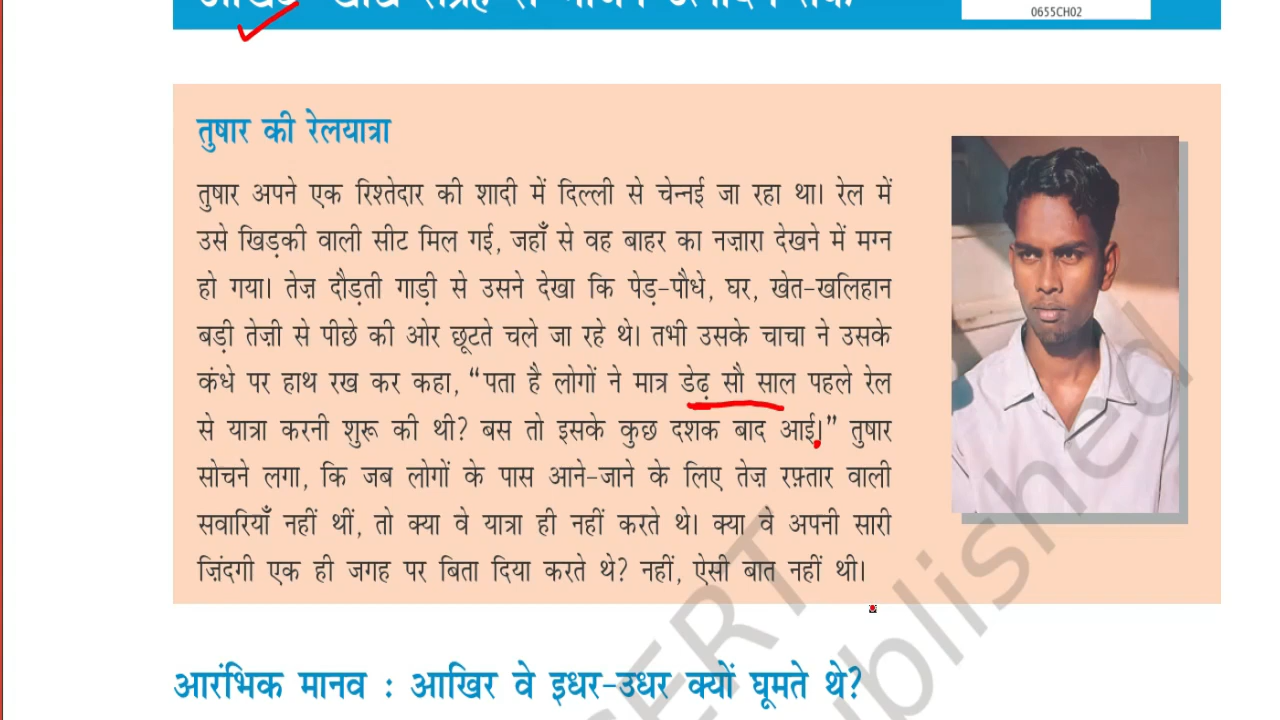 0655CH02
तुषार की रेलयात्रा
तुषार अपने एक रिश्तेदार की शादी में दिल्ली से चेन्नई जा रहा था। रेल में
उसे खिड़की वाली सीट मिल गई, जहाँ से वह बाहर का नज़ारा देखने में मग्न
हो गया। तेज़ दौड़ती गाड़ी से उसने देखा कि पेड़-पौधे, घर, खेत-खलिहान
बड़ी तेज़ी से पीछे की ओर छूटते चले जा रहे थे। तभी उसके चाचा ने उसके
कंधे पर हाथ रख कर कहा, “पता है लोगों ने मात्र डेढ़ सौ साल पहले रेल
से यात्रा करनी शुरू की थी? बस तो इसके कुछ दशक बाद आई।” तुषार
सोचने लगा, कि जब लोगों के पास आने-जाने के लिए तेज़ रफ़्तार वाली
सवारियाँ नहीं थीं, तो क्या वे यात्रा ही नहीं करते थे। क्या वे अपनी सारी
ज़िंदगी एक ही जगह पर बिता दिया करते थे? नहीं, ऐसी बात नहीं थी।
आरंभिक मानव : आखिर वे इधर-उधर क्यों घूमते थे?